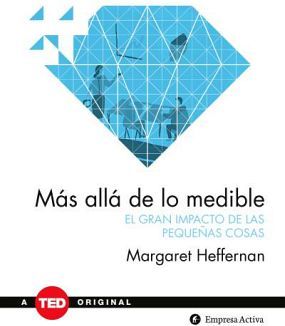 Más allá de lo medible
EL GRAN IMPACTO DE LAS
PEQUEÑAS COSAS
Margaret Heffernan
A TED ORIGINAL
Empresa Activa